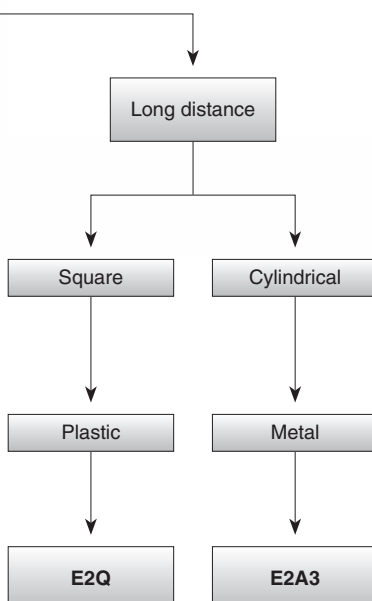 Long distance
Square
Cylindrical
Plastic
Metal
E2Q
E2A3